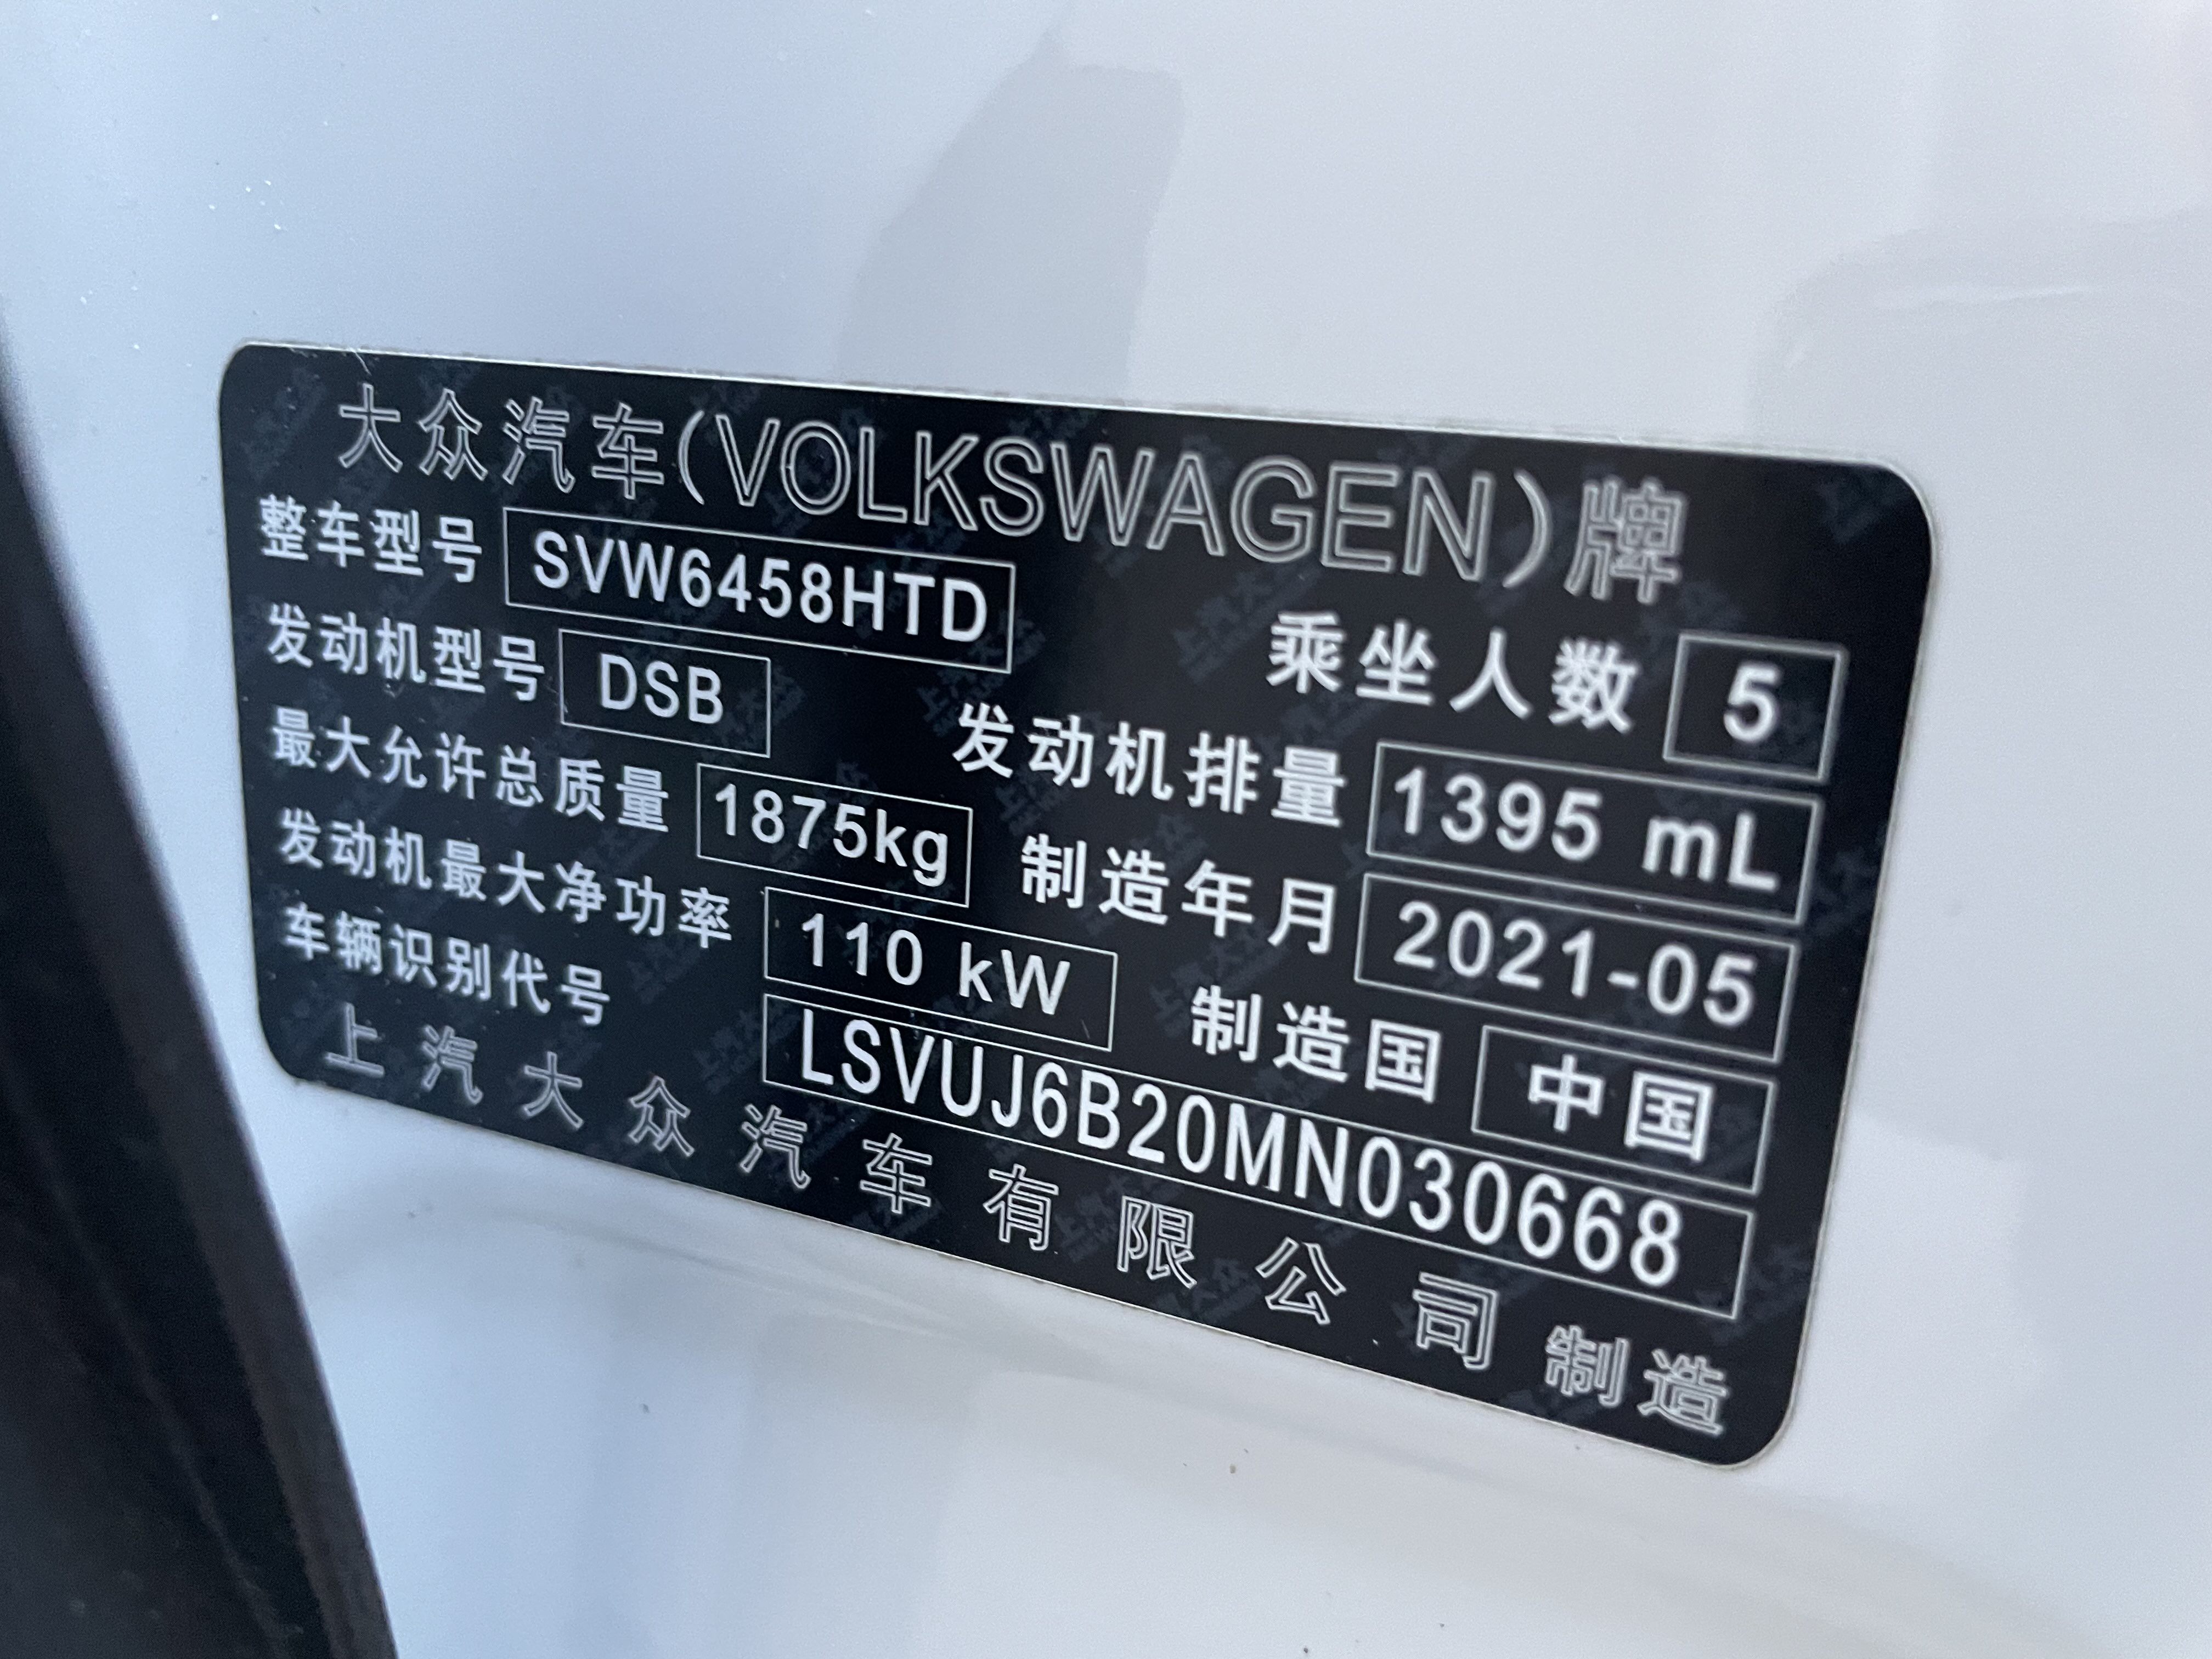 大众汽车(VOLKSWAGEN)牌
整车型号 SVW6458HTD 乘坐人数 5
发动机型号 DSB 发动机排量 1395 mL
最大允许总质量 1875kg 制造年月 2021-05
发动机最大净功率 110 kW 制造国 中国
车辆识别代号 LSVUJ6B20MN030668
上汽大众汽车有限公司制造